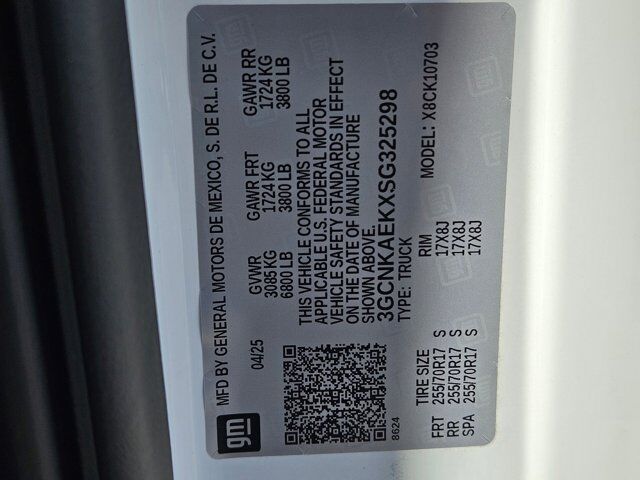 gm
MFD BY GENERAL MOTORS DE MEXICO, S. DE R.L. DE C.V.
04/25 GVWR GAWR FRT GAWR RR
3085 KG 1724 KG 1724 KG
6800 LB 3800 LB 3800 LB
THIS VEHICLE CONFORMS TO ALL
APPLICABLE U.S. FEDERAL MOTOR
VEHICLE SAFETY STANDARDS IN EFFECT
ON THE DATE OF MANUFACTURE
SHOWN ABOVE.
3GCNKAEKXSG325298
8624 TYPE: TRUCK MODEL: X8CK10703
TIRE SIZE RIM
FRT 255/70R17 S 17X8J
RR 255/70R17 S 17X8J
SPA 255/70R17 S 17X8J